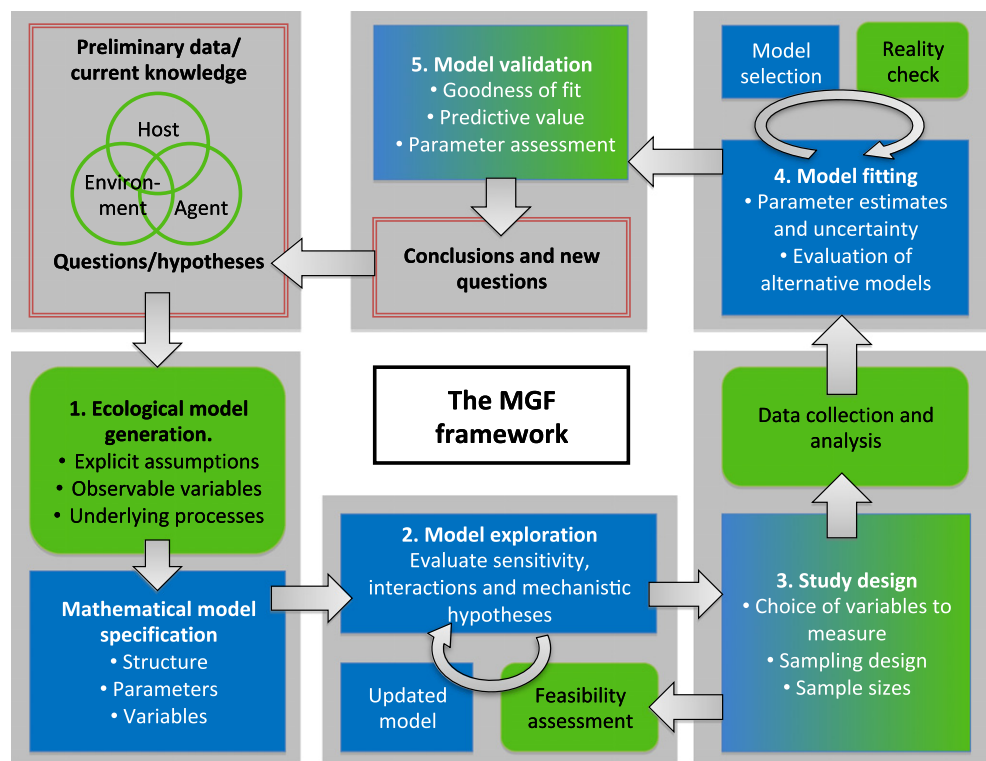 Preliminary data/
current knowledge
Host
Environ-
ment
Agent
Questions/hypotheses
1. Ecological model
generation.
• Explicit assumptions
• Observable variables
• Underlying processes
Mathematical model
specification
• Structure
• Parameters
• Variables
2. Model exploration
Evaluate sensitivity,
interactions and mechanistic
hypotheses
Updated
model
Feasibility
assessment
3. Study design
• Choice of variables to
measure
• Sampling design
• Sample sizes
Data collection and
analysis
4. Model fitting
• Parameter estimates
and uncertainty
• Evaluation of
alternative models
Model
selection
Reality
check
5. Model validation
• Goodness of fit
• Predictive value
• Parameter assessment
Conclusions and new
questions
The MGF
framework